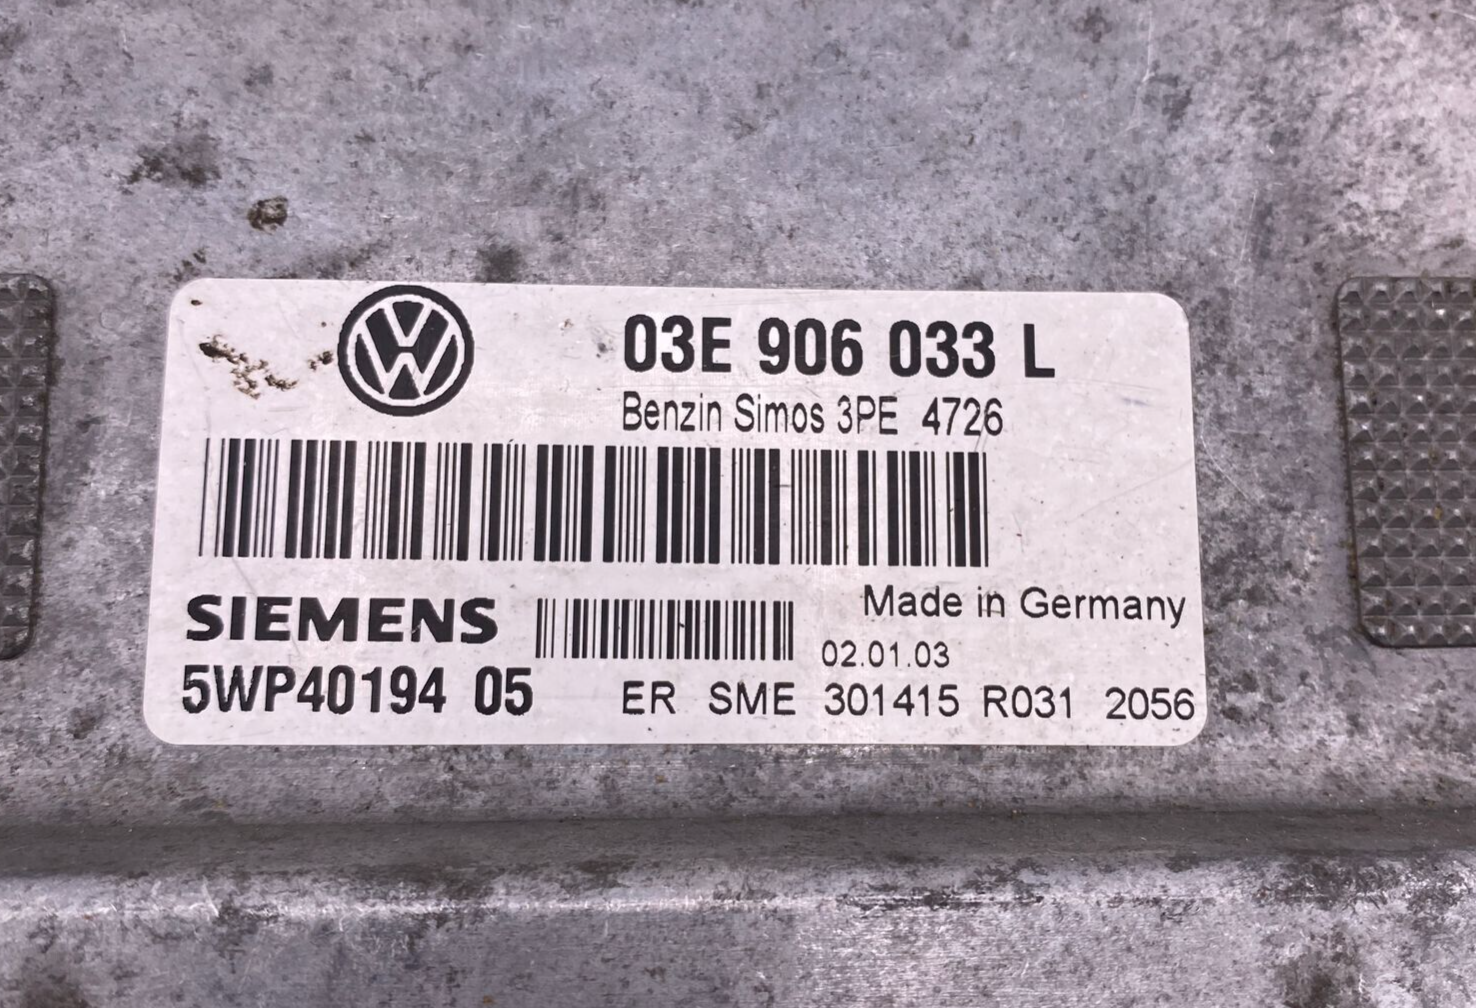 03E 906 033 L
Benzin Simos 3PE 4726
Made in Germany
SIEMENS
02.01.03
5WP40194 05
ER SME 301415 R031 2056